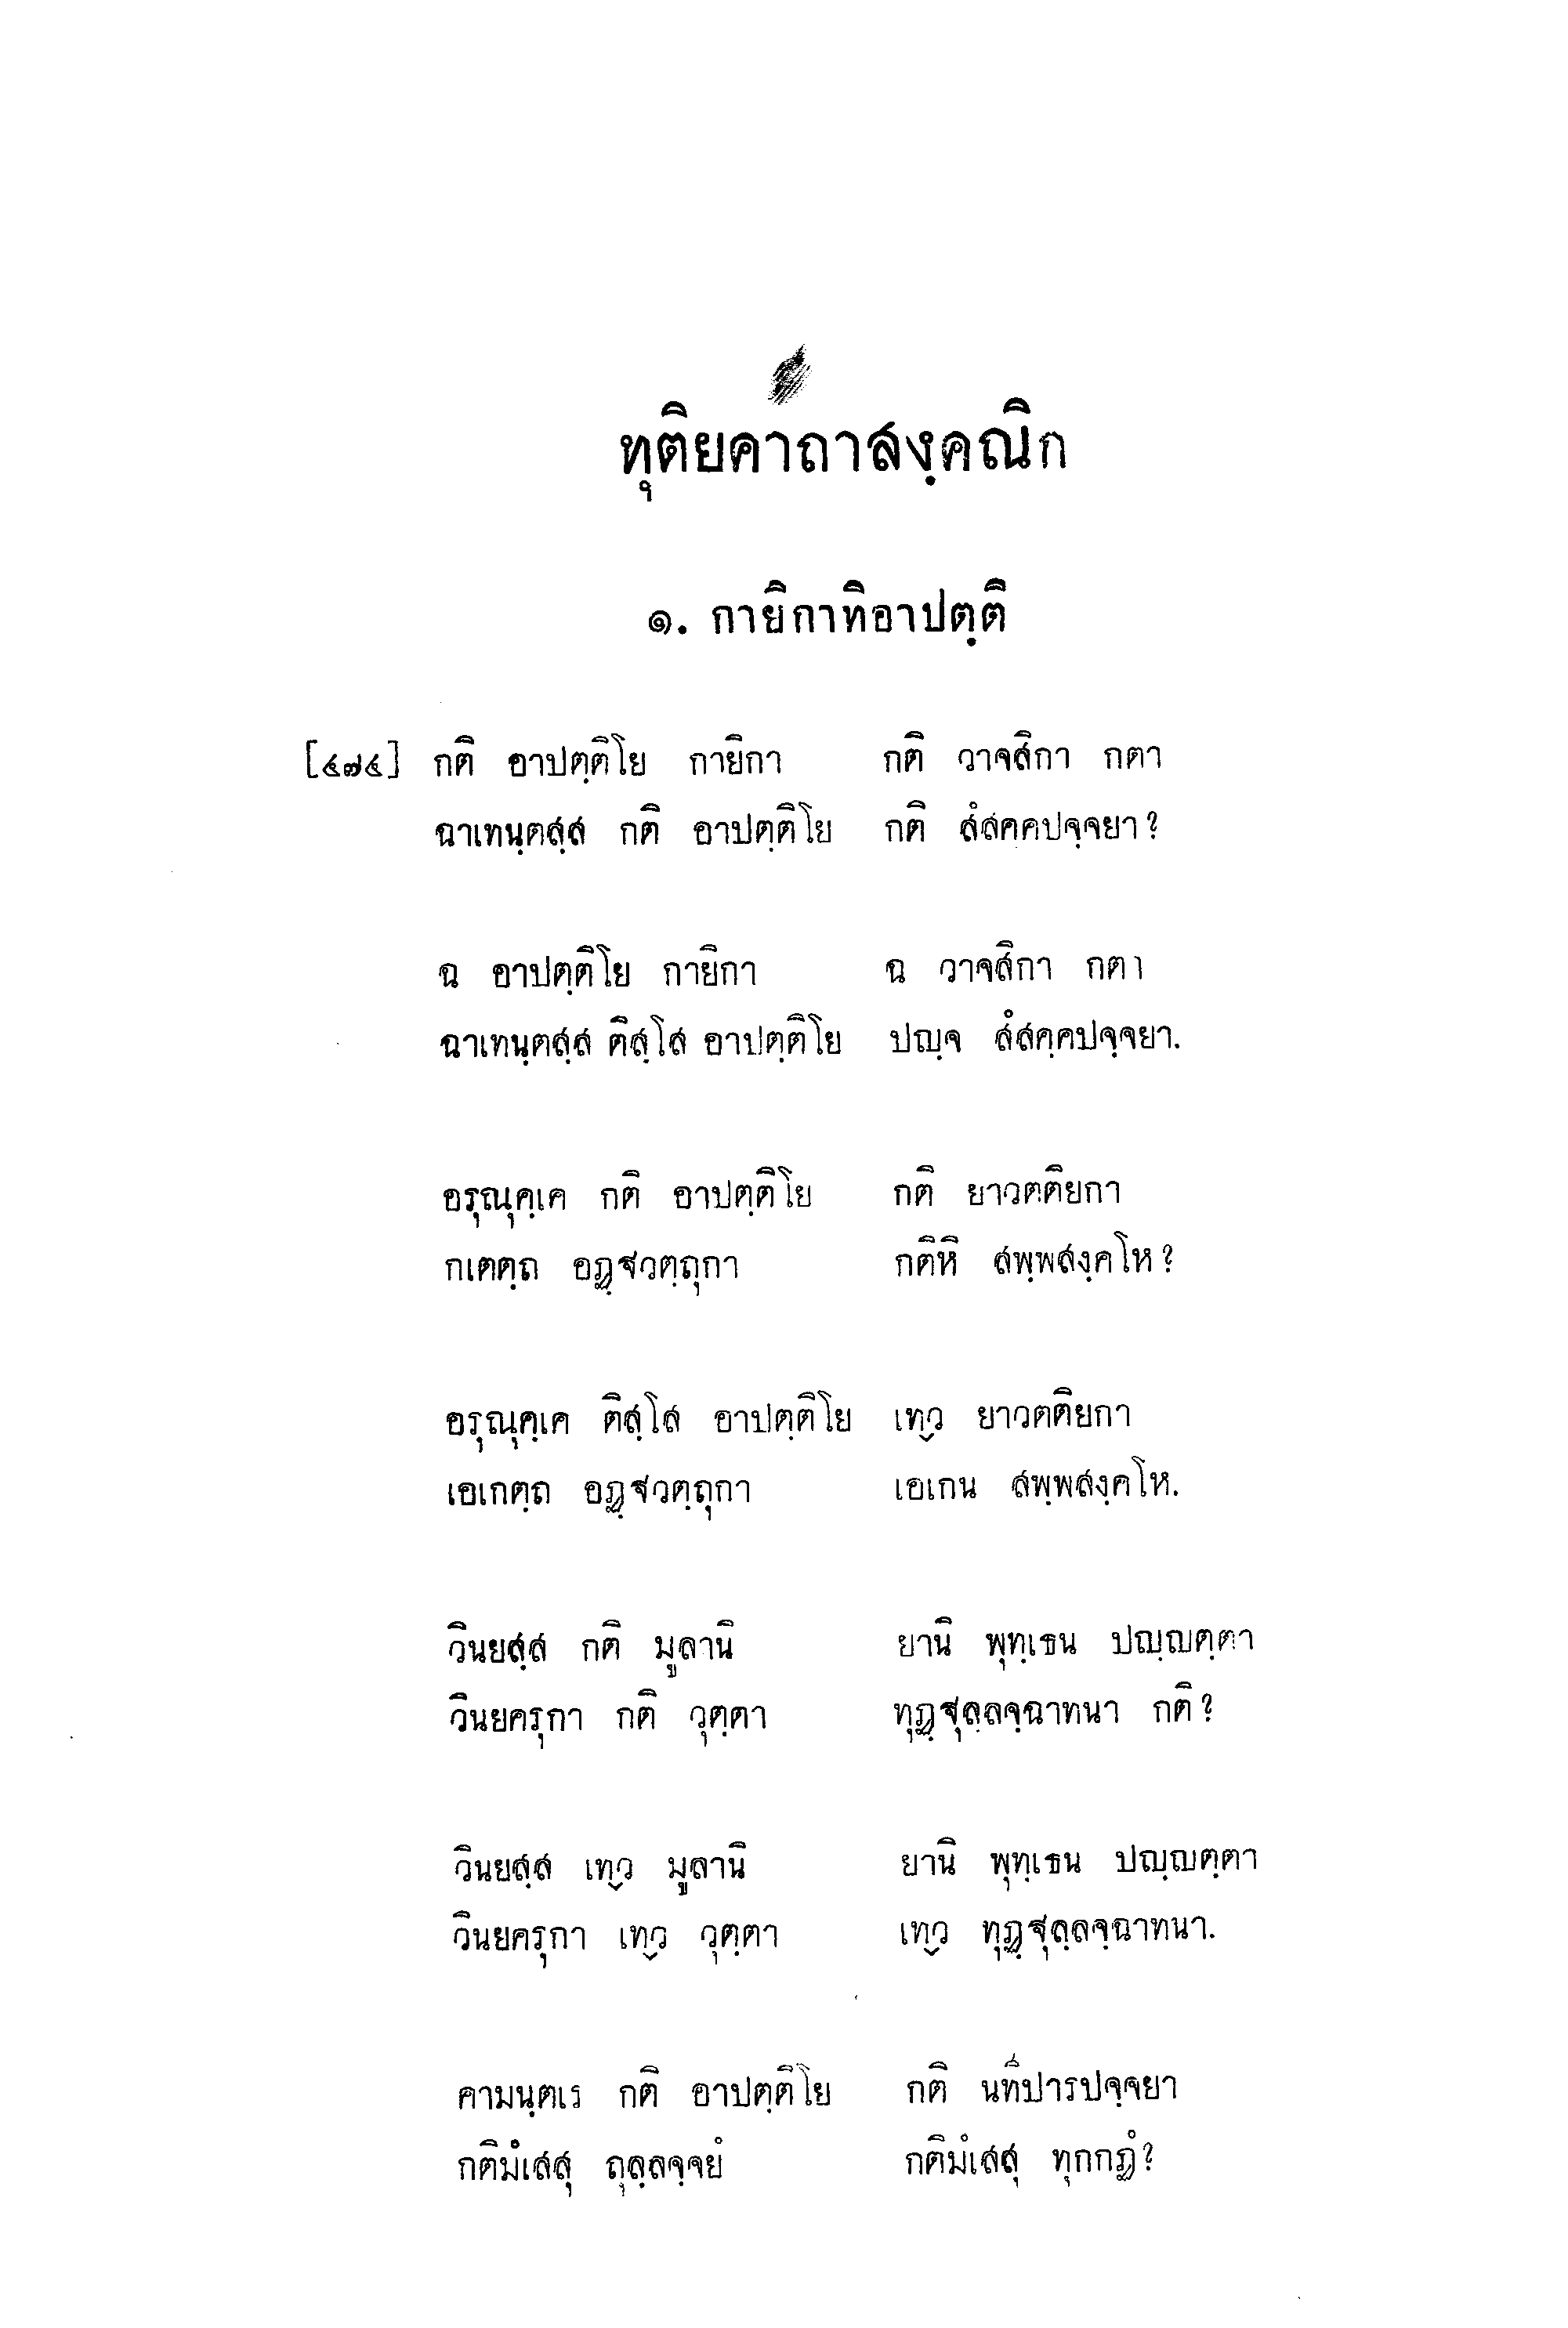 ทุติยคาถาสงฺคณิก
๑. กายิกาทิอาปตฺติ
[๔๗๔] กติ อาปตฺติโย กายิกา กติ วาจสิกา กตา
ฉาเทนฺตสฺส กติ อาปตฺติโย กติ สํสคฺคปจฺจยา?
ฉ อาปตฺติโย กายิกา ฉ วาจสิกา กตา
ฉาเทนฺตสฺส ติสฺโส อาปตฺติโย ปญฺจ สํสคฺคปจฺจยา.
อรุณุคฺเค กติ อาปตฺติโย กติ ยาวตติยกา
กเตตฺถ อฏฺฐวตฺถุกา กติหิ สพฺพสงฺคโห?
อรุณุคฺเค ติสฺโส อาปตฺติโย เทฺว ยาวตติยกา
เอเกตฺถ อฏฺฐวตฺถุกา เอเกน สพฺพสงฺคโห.
วินยสฺส กติ มูลานิ ยานิ พุทฺเธน ปญฺญตฺตา
วินยครุกา กติ วุตฺตา ทุฏฺฐุลฺลจฺฉาทนา กติ?
วินยสฺส เทฺว มูลานิ ยานิ พุทฺเธน ปญฺญตฺตา
วินยครุกา เทฺว วุตฺตา เทฺว ทุฏฺฐุลฺลจฺฉาทนา.
คามนฺตเร กติ อาปตฺติโย กติ นทีปารปจฺจยา
กติมํเสสุ ถุลฺลจฺจยํ กติมํเสสุ ทุกกฏํ?